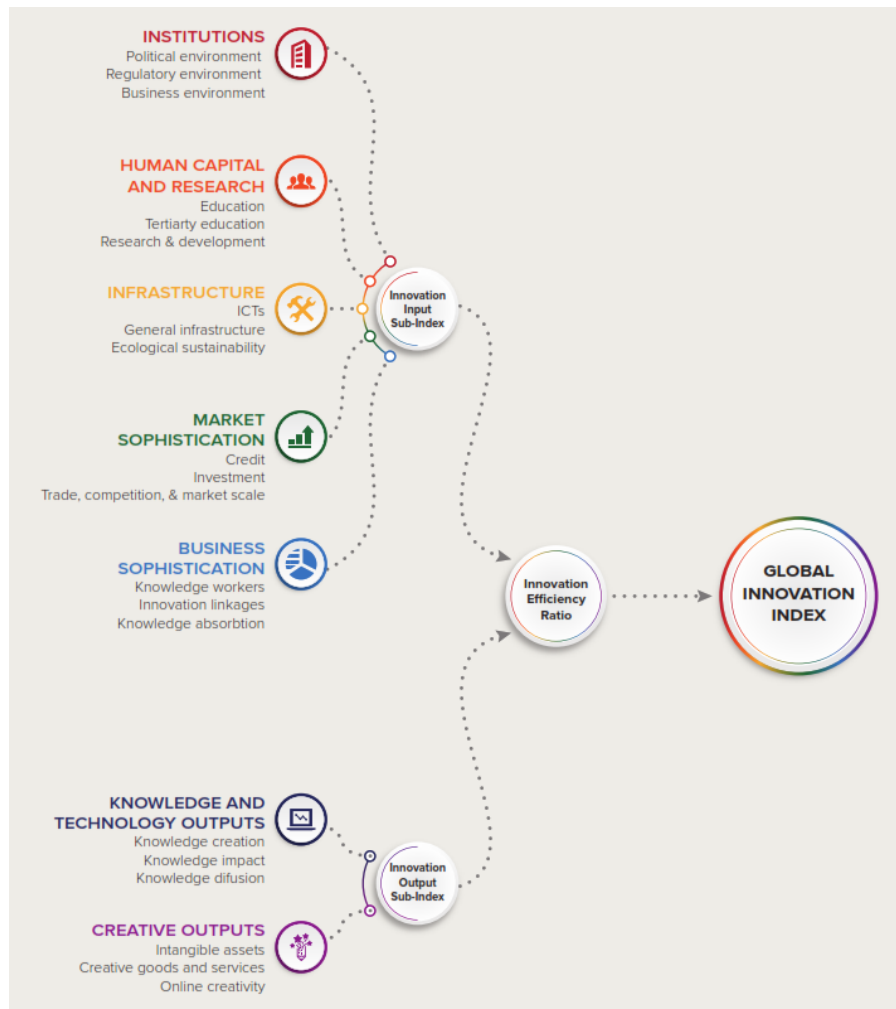 INSTITUTIONS
Political environment
Regulatory environment
Business environment
HUMAN CAPITAL
AND RESEARCH
Education
Tertiarty education
Research & development
INFRASTRUCTURE
ICTs
General infrastructure
Ecological sustainability
Innovation
Input
Sub-Index
MARKET
SOPHISTICATION
Credit
Investment
Trade, competition, & market scale
BUSINESS
SOPHISTICATION
Knowledge workers
Innovation linkages
Knowledge absorbtion
Innovation
Efficiency
Ratio
GLOBAL
INNOVATION
INDEX
KNOWLEDGE AND
TECHNOLOGY OUTPUTS
Knowledge creation
Knowledge impact
Knowledge difusion
Innovation
Output
Sub-Index
CREATIVE OUTPUTS
Intangible assets
Creative goods and services
Online creativity